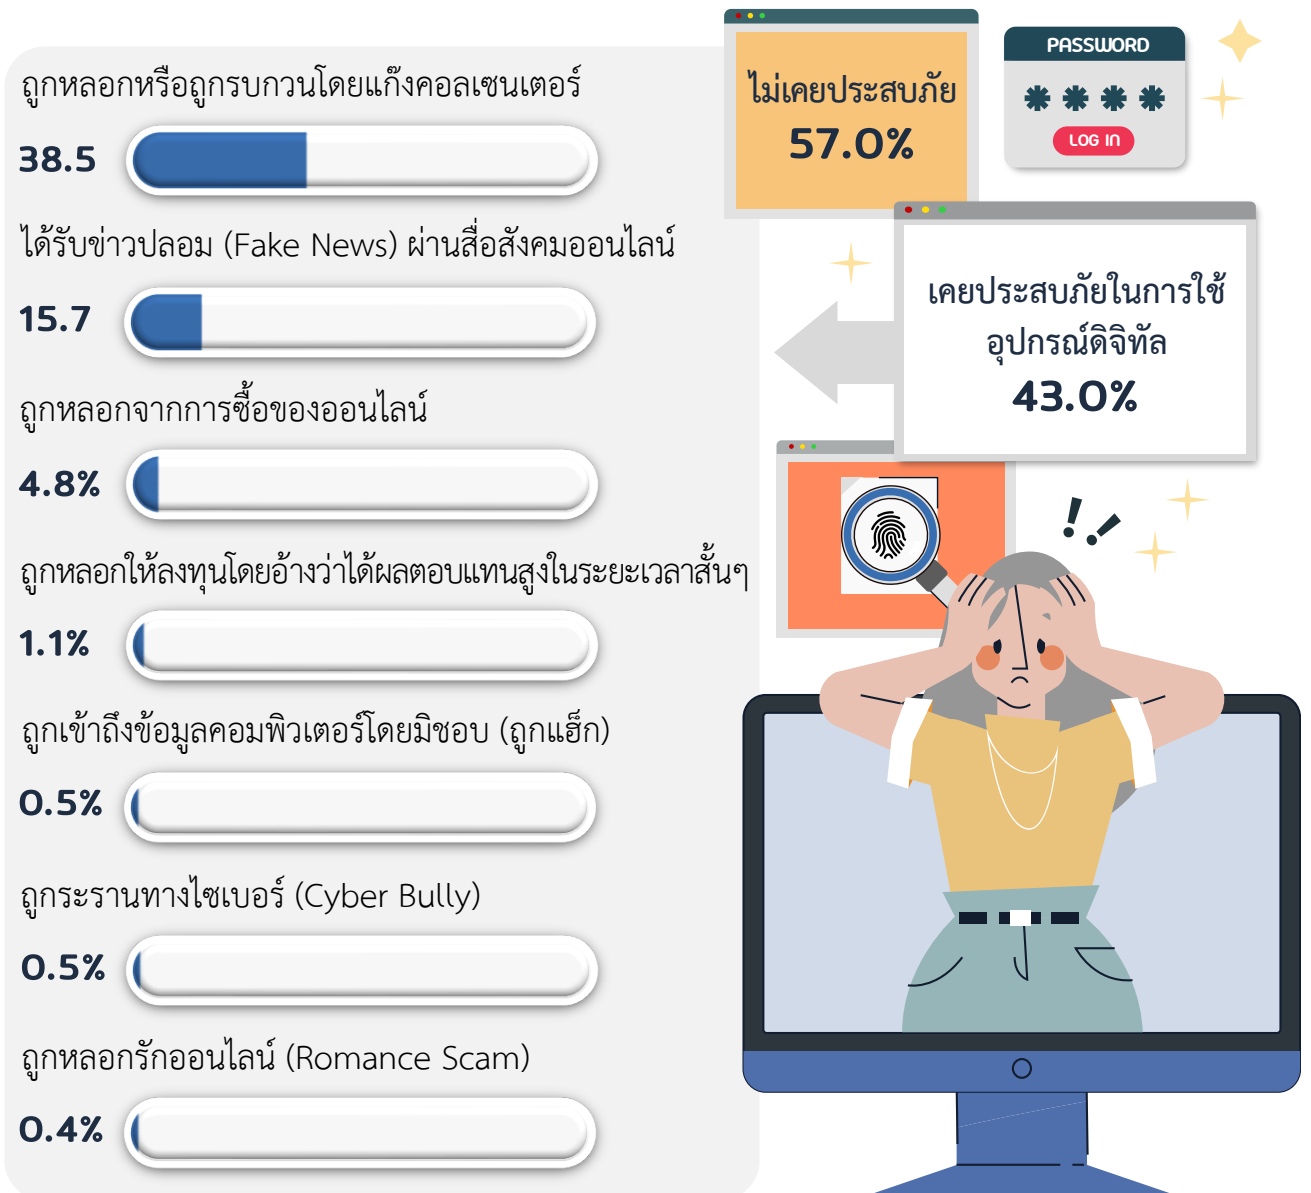 ถูกหลอกหรือถูกรบกวนโดยแก๊งคอลเซนเตอร์
38.5
ได้รับข่าวปลอม (Fake News) ผ่านสื่อสังคมออนไลน์
15.7
ถูกหลอกจากการซื้อของออนไลน์
4.8%
ถูกหลอกให้ลงทุนโดยอ้างว่าได้ผลตอบแทนสูงในระยะเวลาสั้นๆ
1.1%
ถูกเข้าถึงข้อมูลคอมพิวเตอร์โดยมิชอบ (ถูกแฮ็ก)
0.5%
ถูกระรานทางไซเบอร์ (Cyber Bully)
0.5%
ถูกหลอกรักออนไลน์ (Romance Scam)
0.4%
ไม่เคยประสบภัย
57.0%
PASSWORD
✱ ✱ ✱ ✱
LOG IN
เคยประสบภัยในการใช้
อุปกรณ์ดิจิทัล
43.0%
!!